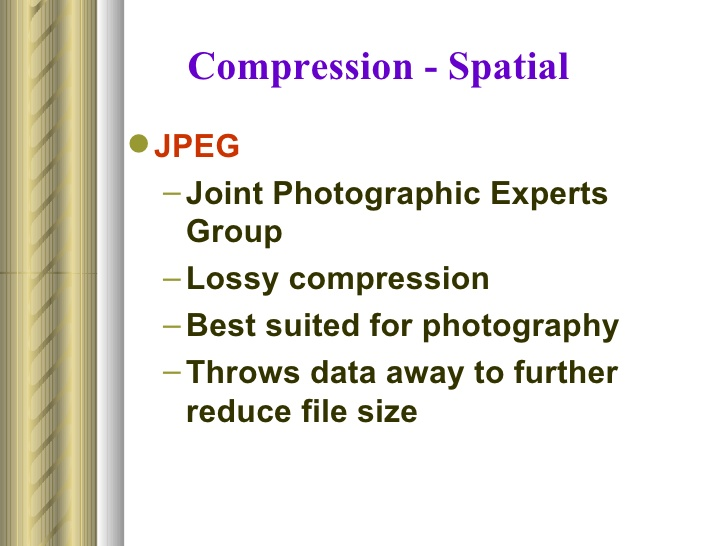 Compression - Spatial
JPEG
– Joint Photographic Experts
Group
– Lossy compression
– Best suited for photography
– Throws data away to further
reduce file size